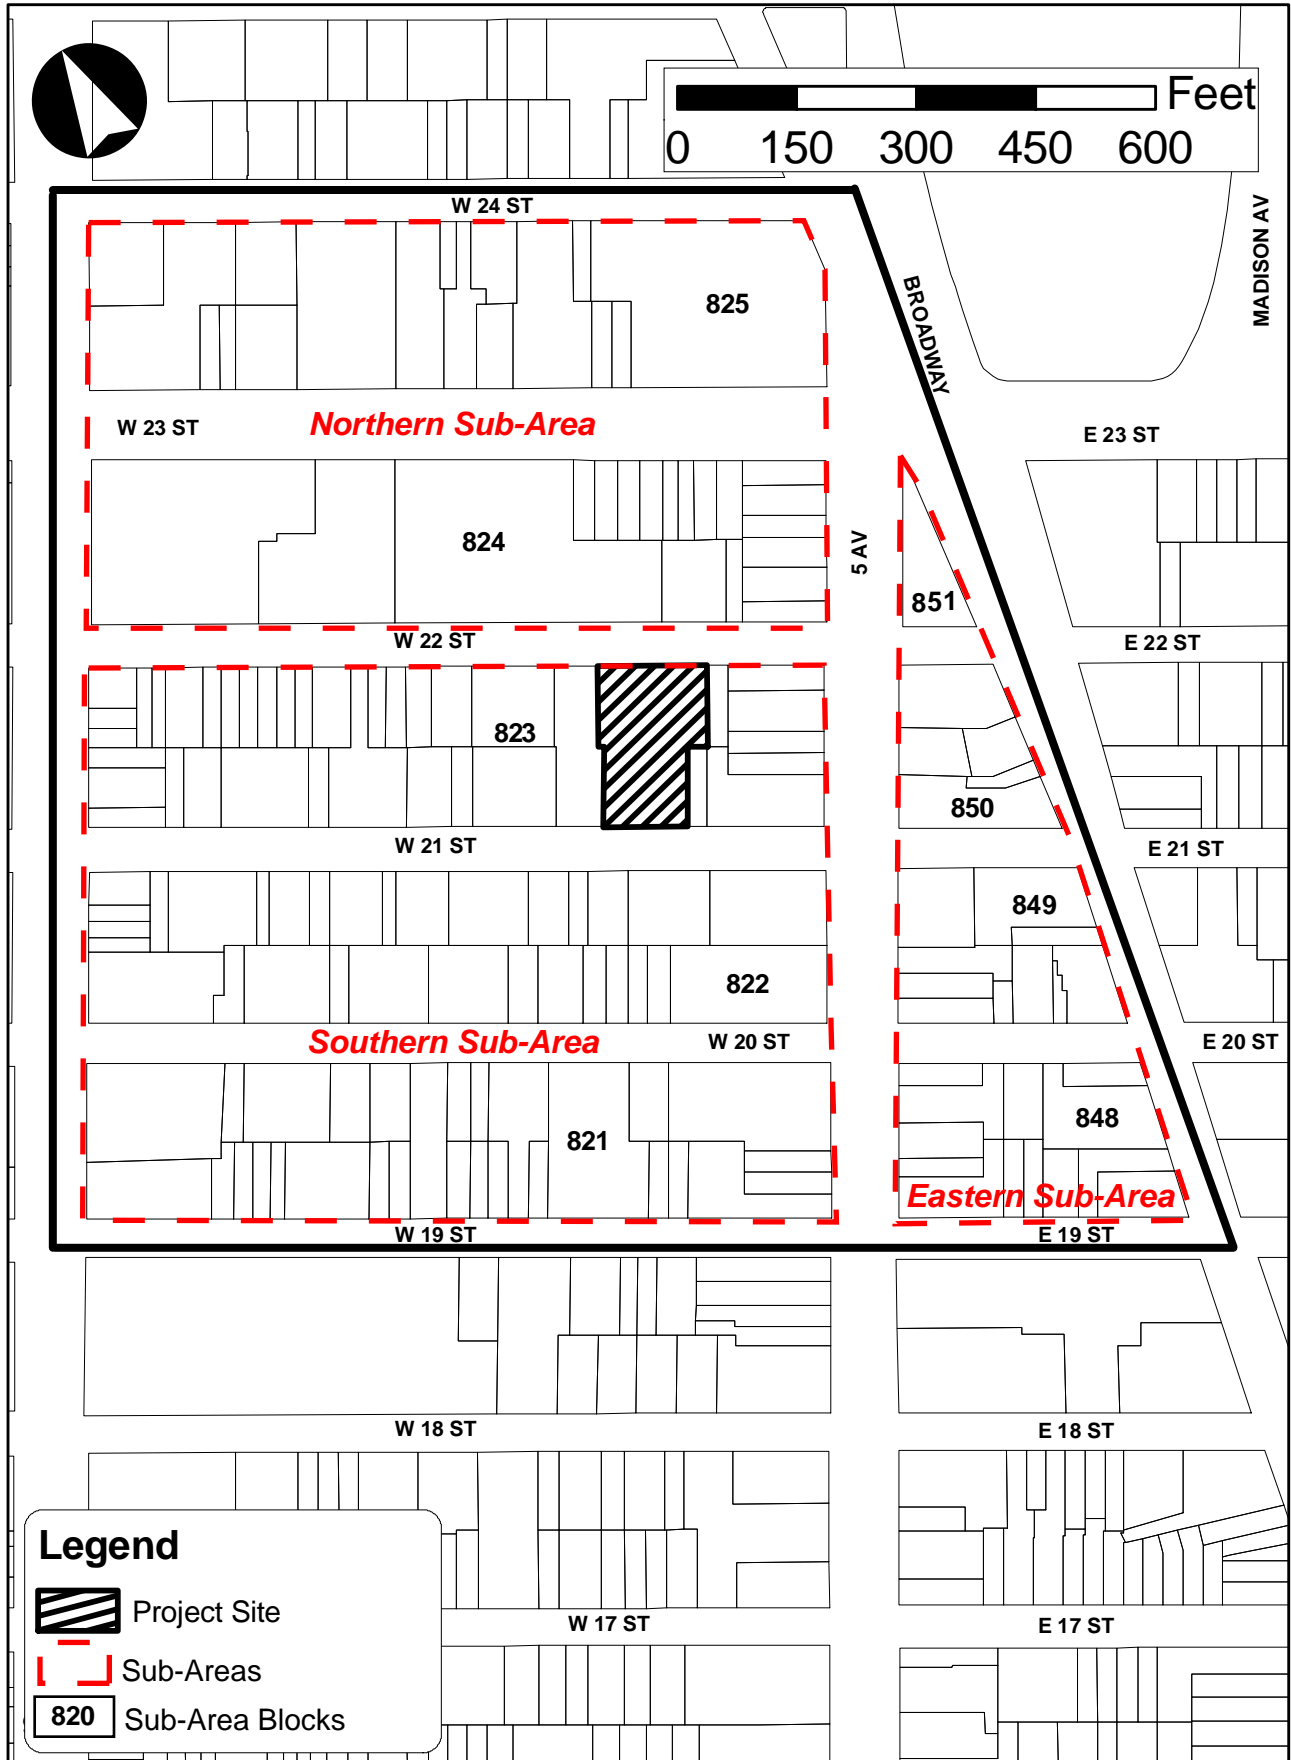 Feet
0 150 300 450 600
W 24 ST
MADISON AV
BROADWAY
825
W 23 ST
Northern Sub-Area
E 23 ST
824
5 AV
851
W 22 ST
E 22 ST
823
850
W 21 ST
E 21 ST
849
822
Southern Sub-Area
W 20 ST
E 20 ST
821
848
Eastern Sub-Area
W 19 ST
E 19 ST
W 18 ST
E 18 ST
W 17 ST
E 17 ST
Legend
Project Site
Sub-Areas
820 Sub-Area Blocks